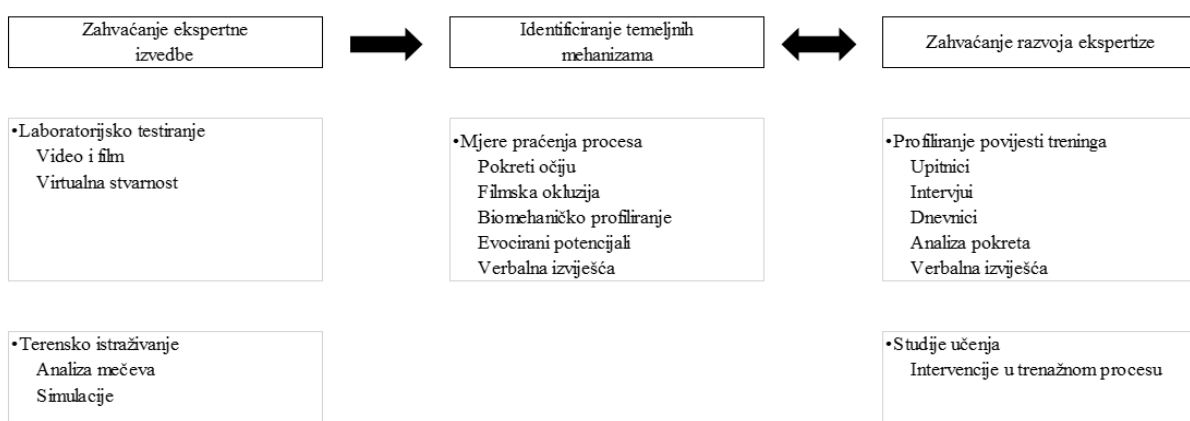 Zahvaćanje ekspertne
izvedbe
Identificiranje temeljnih
mehanizama
Zahvaćanje razvoja ekspertize
•Laboratorijsko testiranje
Video i film
Virtualna stvarnost
•Mjere praćenja procesa
Pokreti očiju
Filmska okluzija
Biomehaničko profiliranje
Evocirani potencijali
Verbalna izviješća
•Profiliranje povijesti treninga
Upitnici
Intervjui
Dnevnici
Analiza pokreta
Verbalna izviješća
•Terensko istraživanje
Analiza mečeva
Simulacije
•Studije učenja
Intervencije u trenažnom procesu